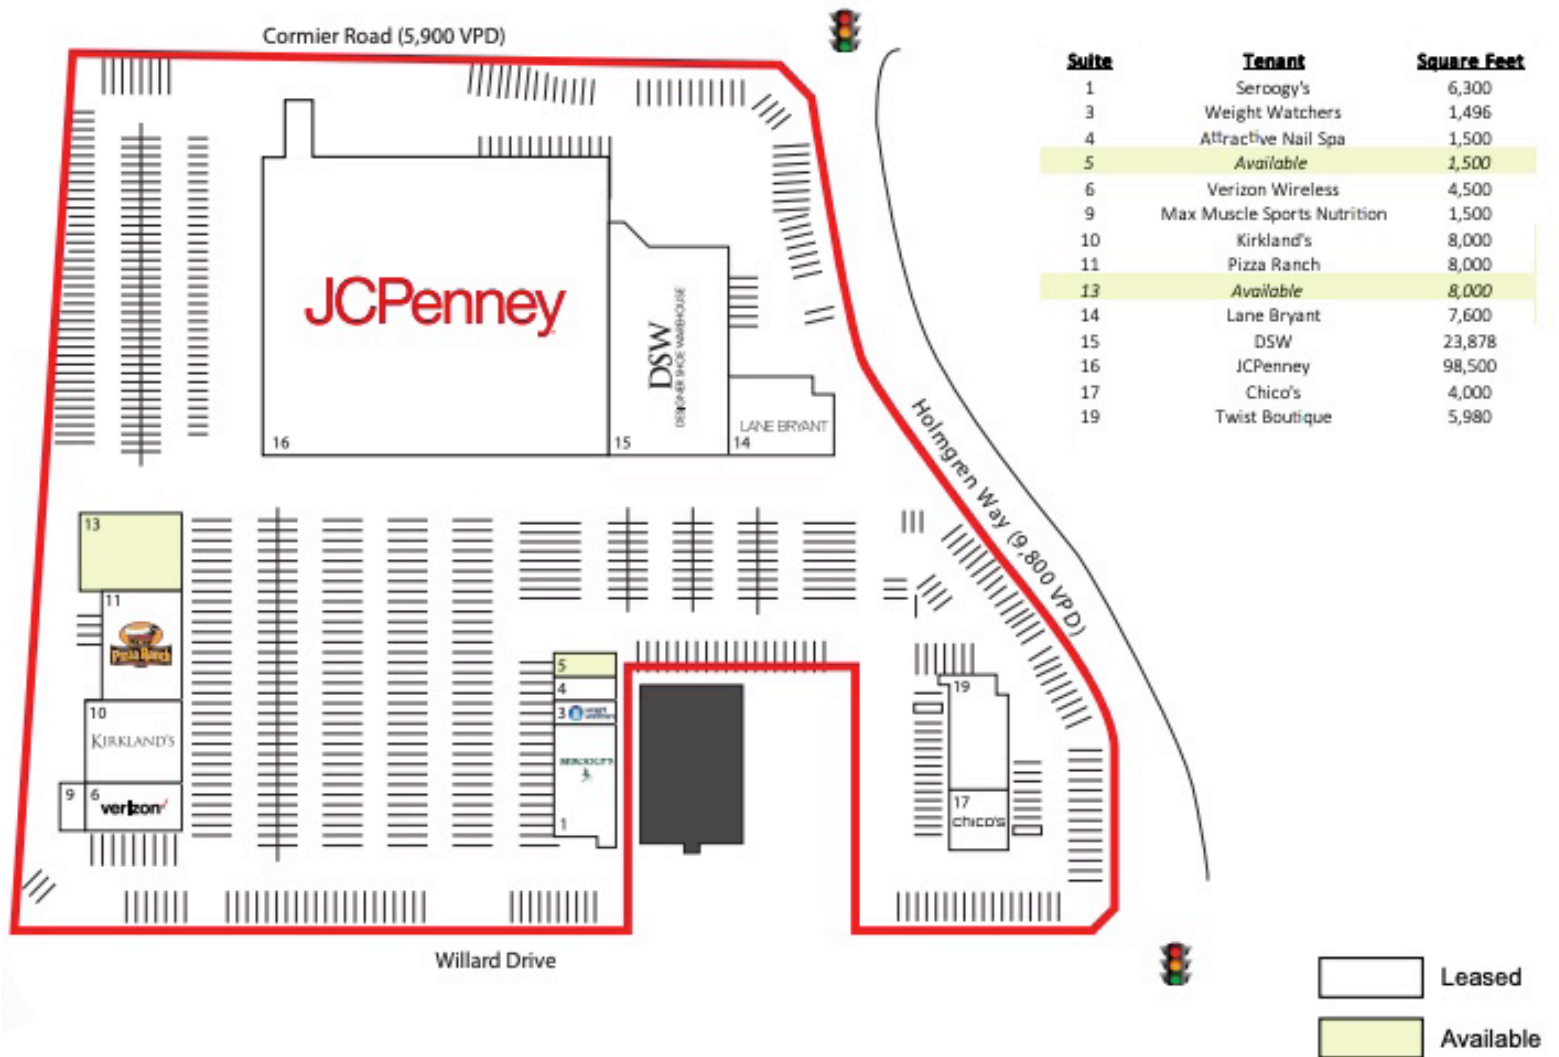 Cormier Road (5,900 VPD)
Suite Tenant Square Feet
1 Seroogy's 6,300
3 Weight Watchers 1,496
4 Attractive Nail Spa 1,500
5 Available 1,500
6 Verizon Wireless 4,500
9 Max Muscle Sports Nutrition 1,500
10 Kirkland's 8,000
11 Pizza Ranch 8,000
13 Available 8,000
14 Lane Bryant 7,600
15 DSW 23,878
16 JCPenney 98,500
17 Chico's 4,000
19 Twist Boutique 5,980
JCPenney
16
DSW
DESIGNER SHOE WAREHOUSE
15
LANE BRYANT
14
Holmgren Way (9,800 VPD)
13
11
Pizza Ranch
10
KIRKLAND'S
9
6
verizon
5
4
3 weight watchers
SEROOGY'S
1
19
17
chico's
Willard Drive
Leased
Available